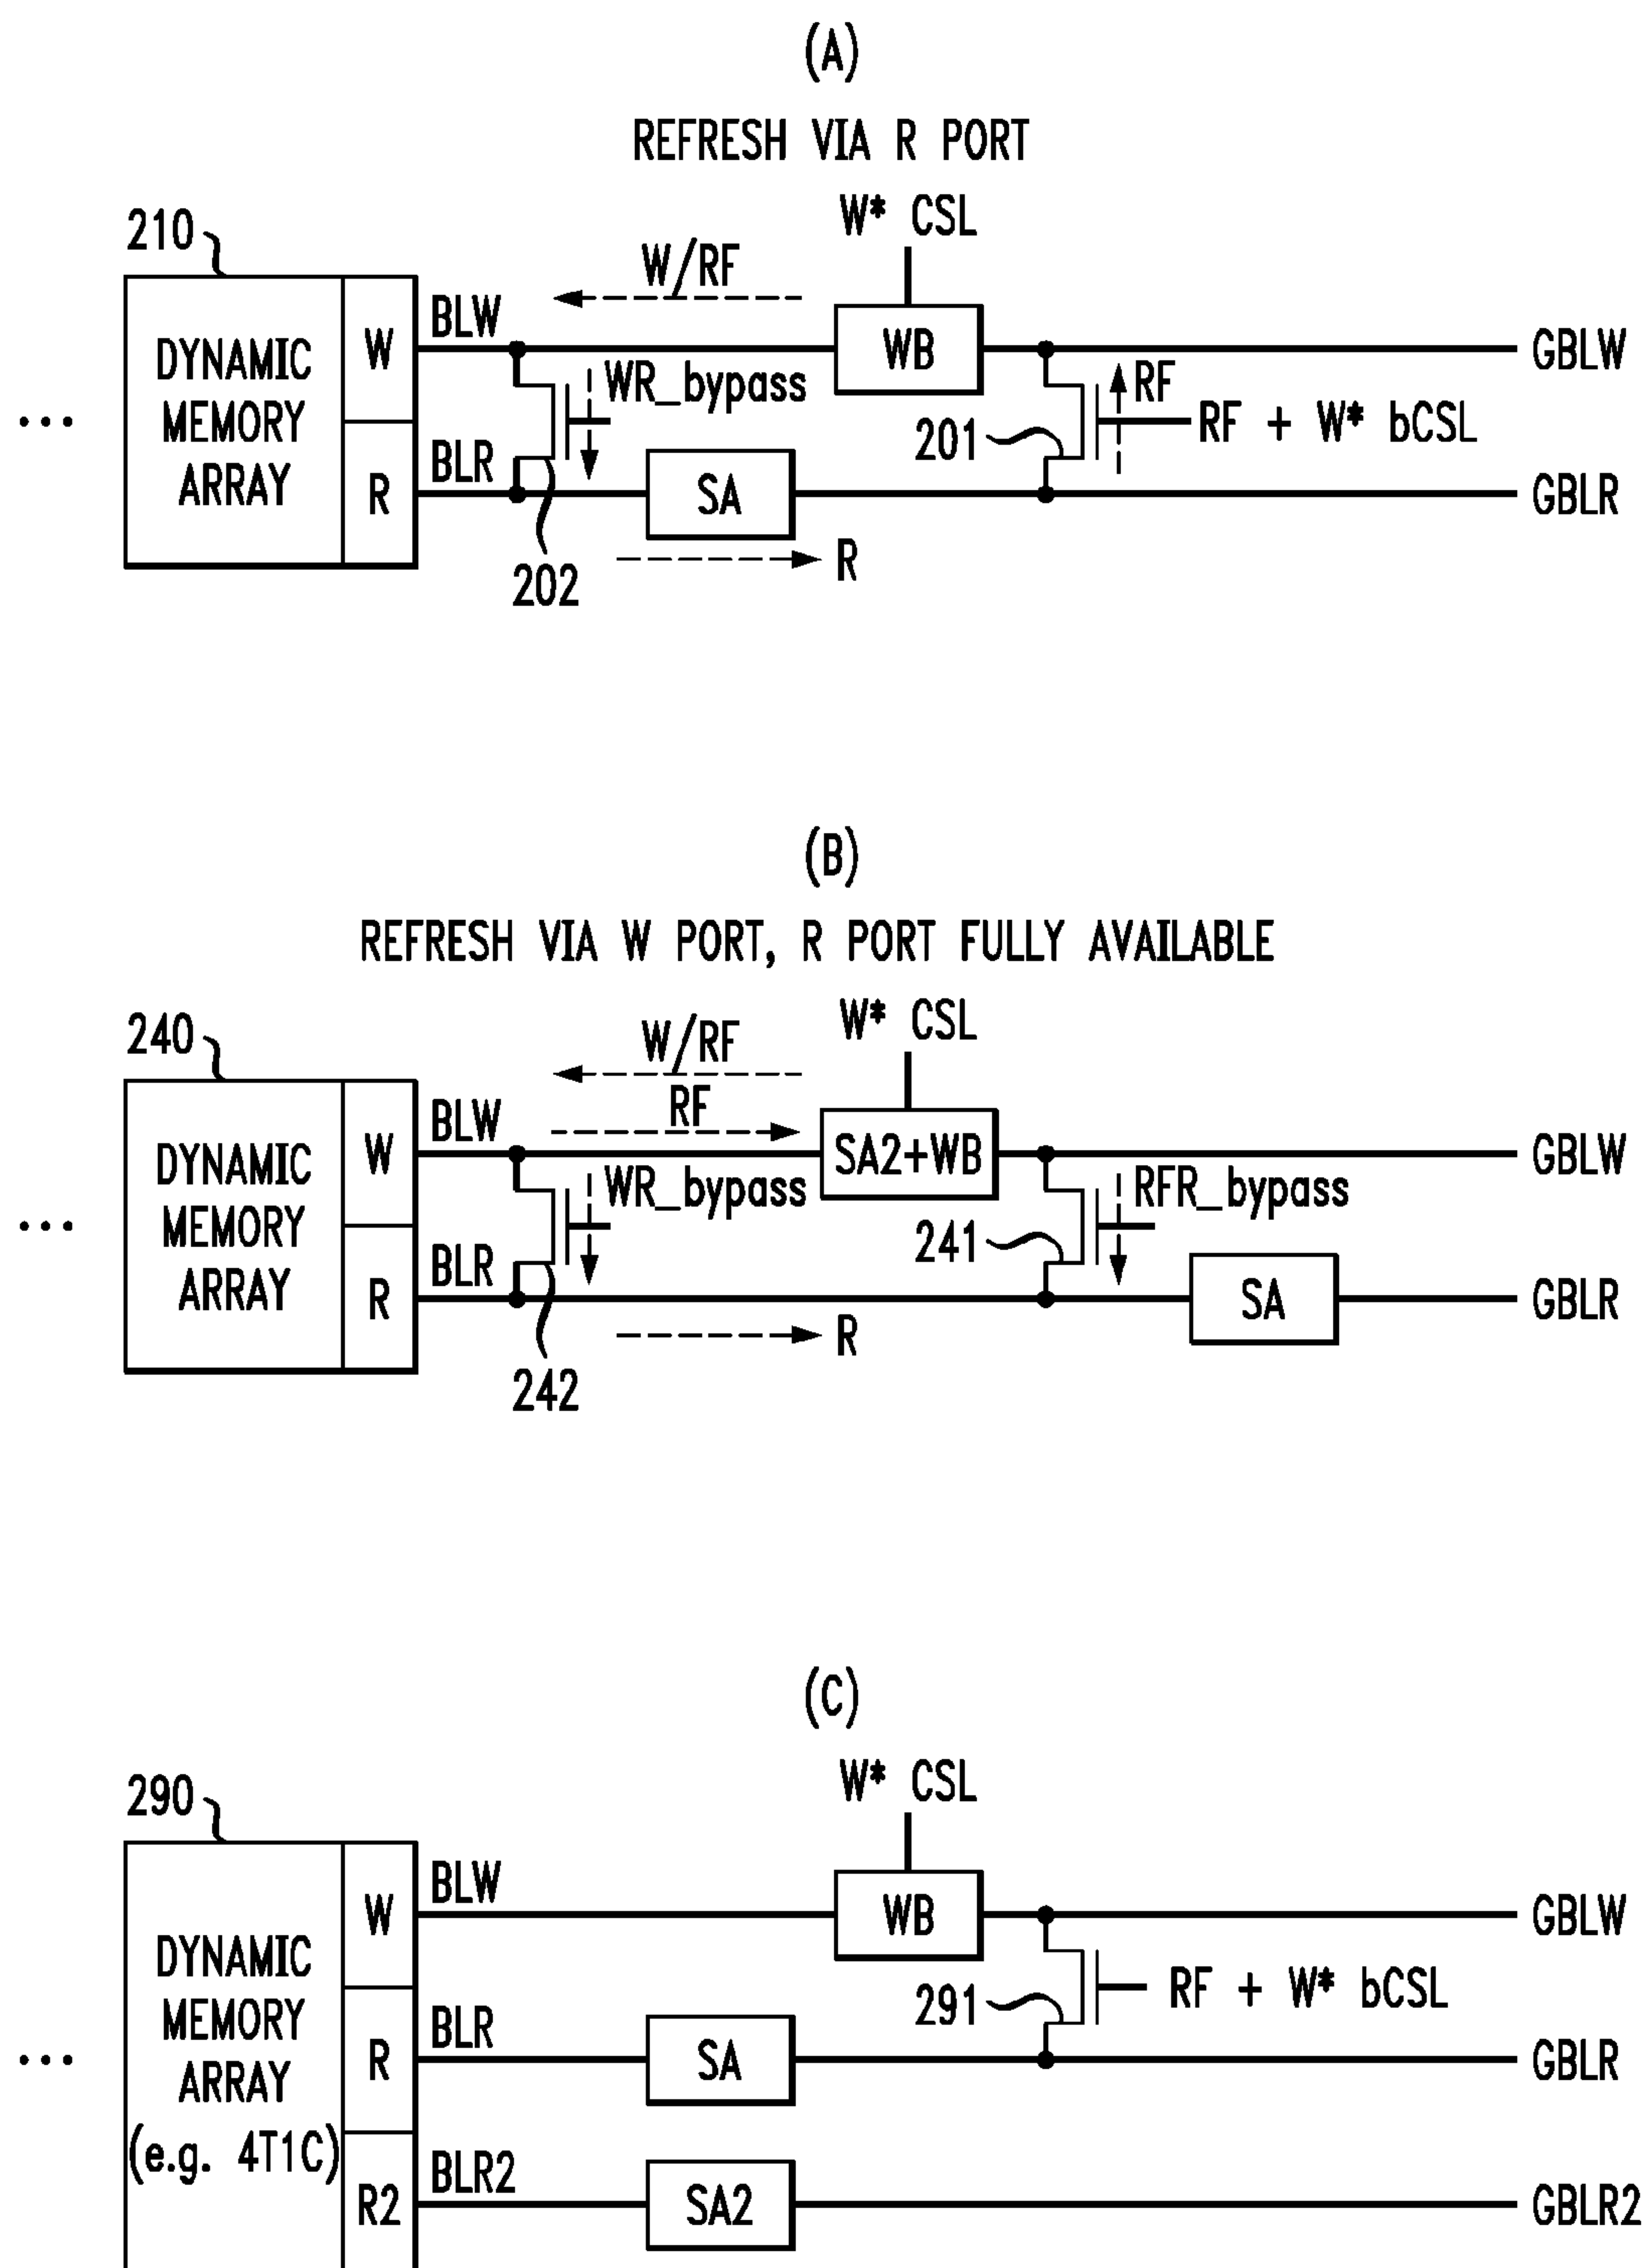 (A)
REFRESH VIA R PORT
W* CSL
210
W/RF
BLW
DYNAMIC
MEMORY
ARRAY
W
R
WB
GBLW
WR_bypass
RF
RF + W* bCSL
201
BLR
SA
GBLR
R
202
(B)
REFRESH VIA W PORT, R PORT FULLY AVAILABLE
W* CSL
240
W/RF
RF
BLW
DYNAMIC
MEMORY
ARRAY
W
R
SA2+WB
GBLW
WR_bypass
RFR_bypass
241
BLR
SA
GBLR
R
242
(C)
W* CSL
290
BLW
DYNAMIC
MEMORY
ARRAY
(e.g. 4T1C)
W
R
R2
WB
GBLW
RF + W* bCSL
291
BLR
SA
GBLR
BLR2
SA2
GBLR2
...
...
...